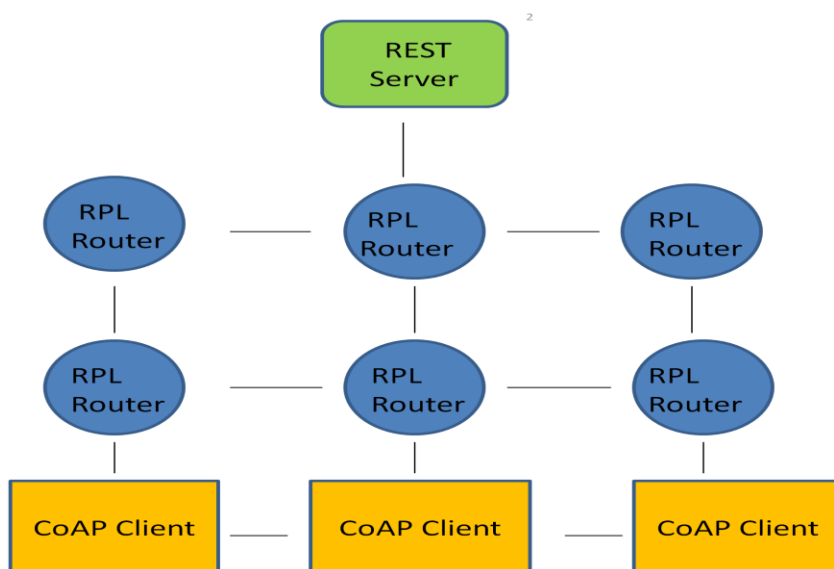 2
REST
Server
RPL
Router
RPL
Router
RPL
Router
RPL
Router
RPL
Router
RPL
Router
CoAP Client
CoAP Client
CoAP Client